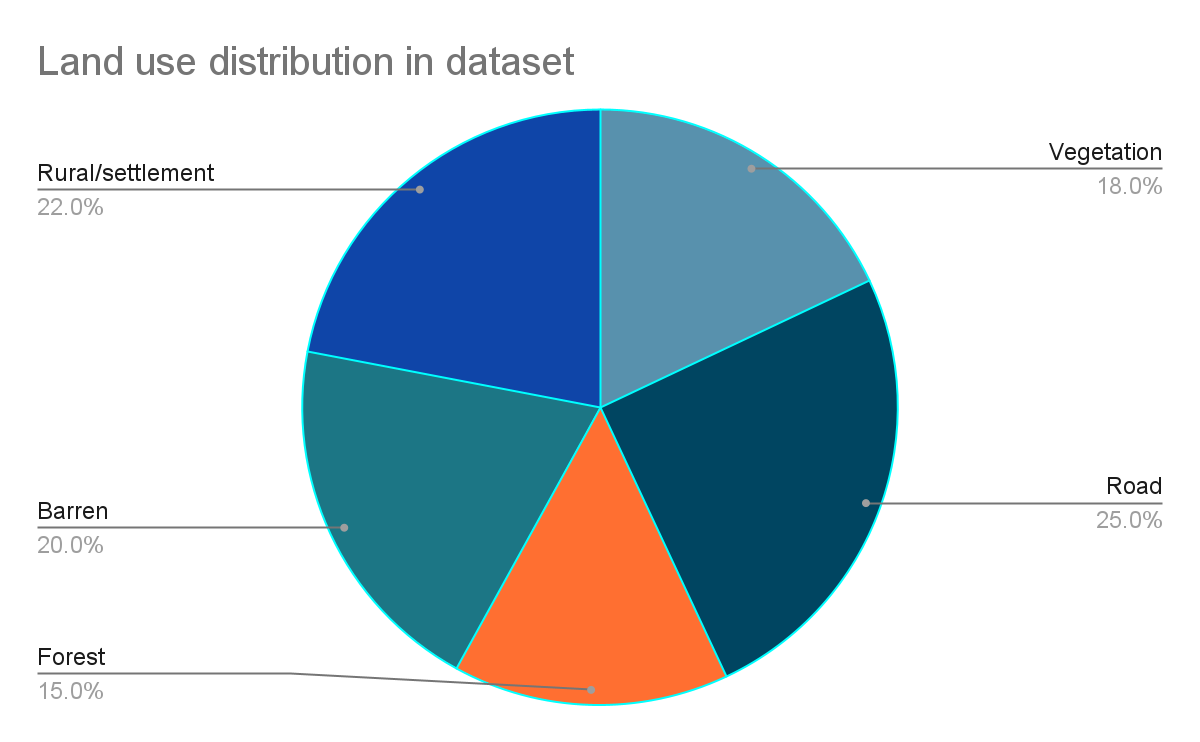 Land use distribution in dataset
Rural/settlement
22.0%
Vegetation
18.0%
Road
25.0%
Barren
20.0%
Forest
15.0%